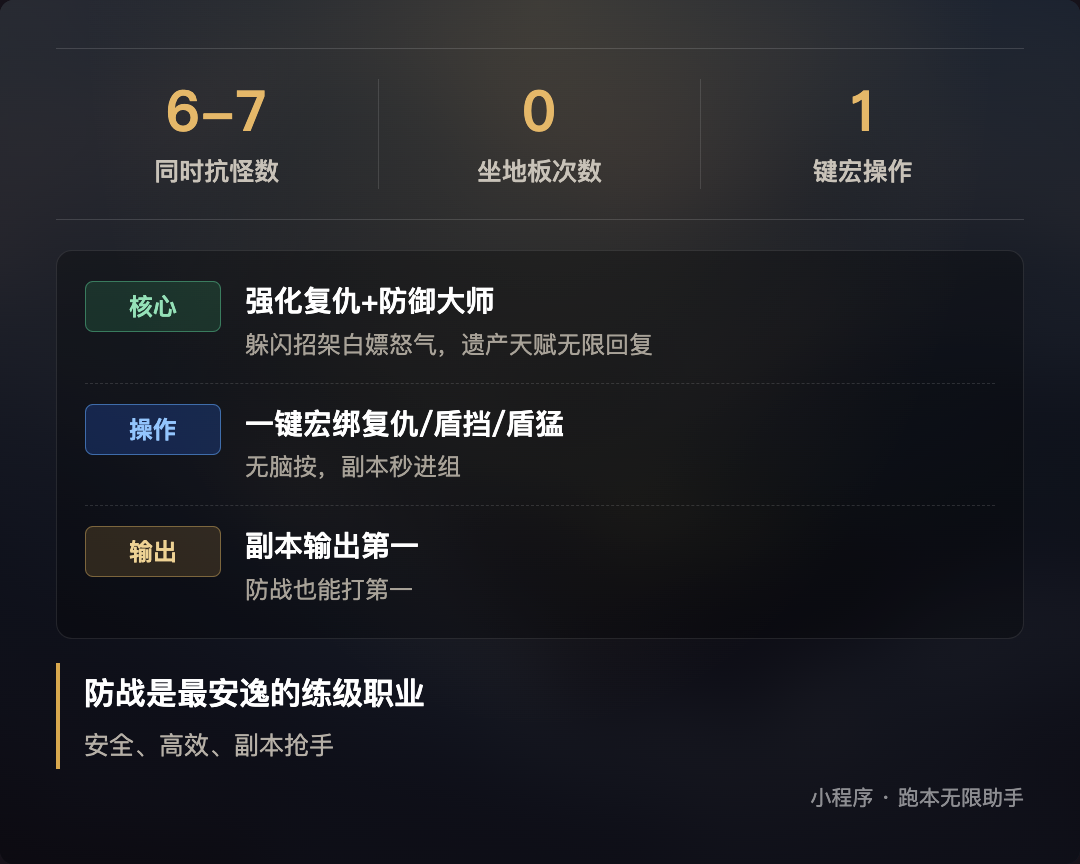 6–7
同时抗怪数
0
坐地板次数
1
键宏操作
核心
强化复仇+防御大师
躲闪招架白嫖怒气，遗产天赋无限回复
操作
一键宏绑复仇/盾挡/盾猛
无脑按，副本秒进组
输出
副本输出第一
防战也能打第一
防战是最安逸的练级职业
安全、高效、副本抢手
小程序 · 跑本无限助手